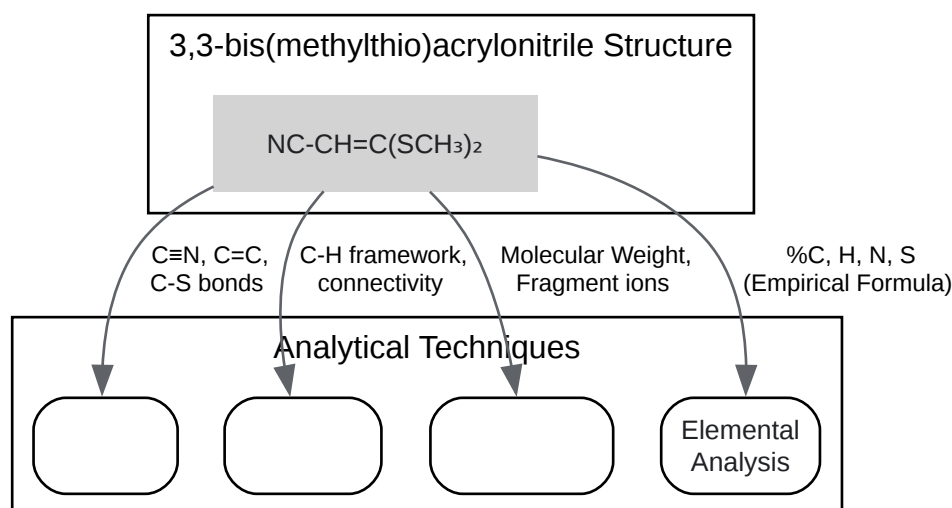 3,3-bis(methylthio)acrylonitrile Structure
NC-CH=C(SCH₃)₂
C≡N, C=C,
C-S bonds
C-H framework,
connectivity
Molecular Weight,
Fragment ions
%C, H, N, S
(Empirical Formula)
Analytical Techniques
Elemental
Analysis